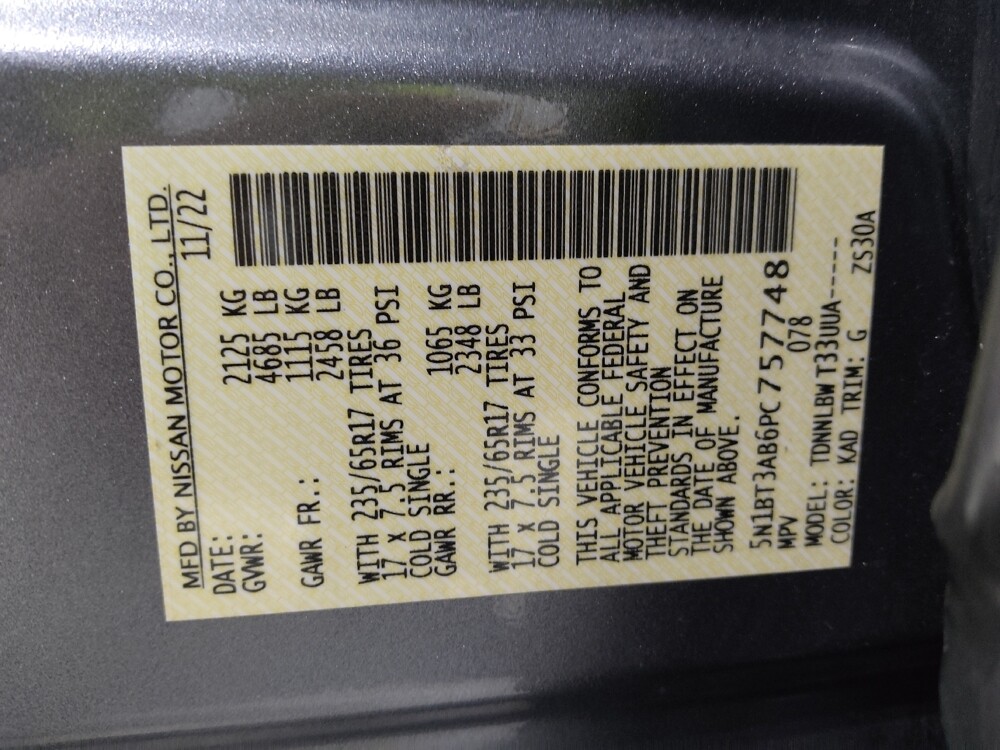 MFD BY NISSAN MOTOR CO., LTD.
DATE: 11/22
GVWR: 2125 KG
4685 LB
GAWR FR.: 1115 KG
2458 LB
WITH 235/65R17 TIRES
17 X 7.5 RIMS AT 36 PSI
COLD SINGLE
GAWR RR.: 1065 KG
2348 LB
WITH 235/65R17 TIRES
17 X 7.5 RIMS AT 33 PSI
COLD SINGLE
THIS VEHICLE CONFORMS TO
ALL APPLICABLE FEDERAL
MOTOR VEHICLE SAFETY AND
THEFT PREVENTION
STANDARDS IN EFFECT ON
THE DATE OF MANUFACTURE
SHOWN ABOVE.
5N1BT3AB6PC757748
MPV 078
MODEL: TDNNLBW T33UUA-----
COLOR: KAD TRIM: G ZS30A